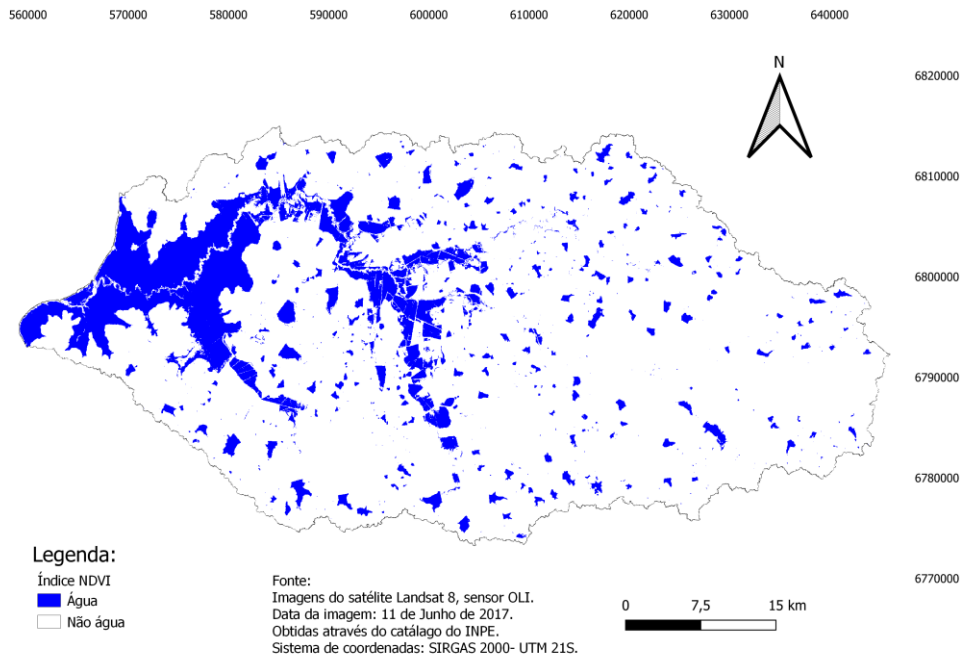 560000 570000 580000 590000 600000 610000 620000 630000 640000
N
6820000
6810000
6800000
6790000
6780000
6770000
Legenda:
Índice NDVI
Água
Não água
Fonte:
Imagens do satélite Landsat 8, sensor OLI.
Data da imagem: 11 de Junho de 2017.
Obtidas através do catálago do INPE.
Sistema de coordenadas: SIRGAS 2000- UTM 21S.
0 7,5 15 km